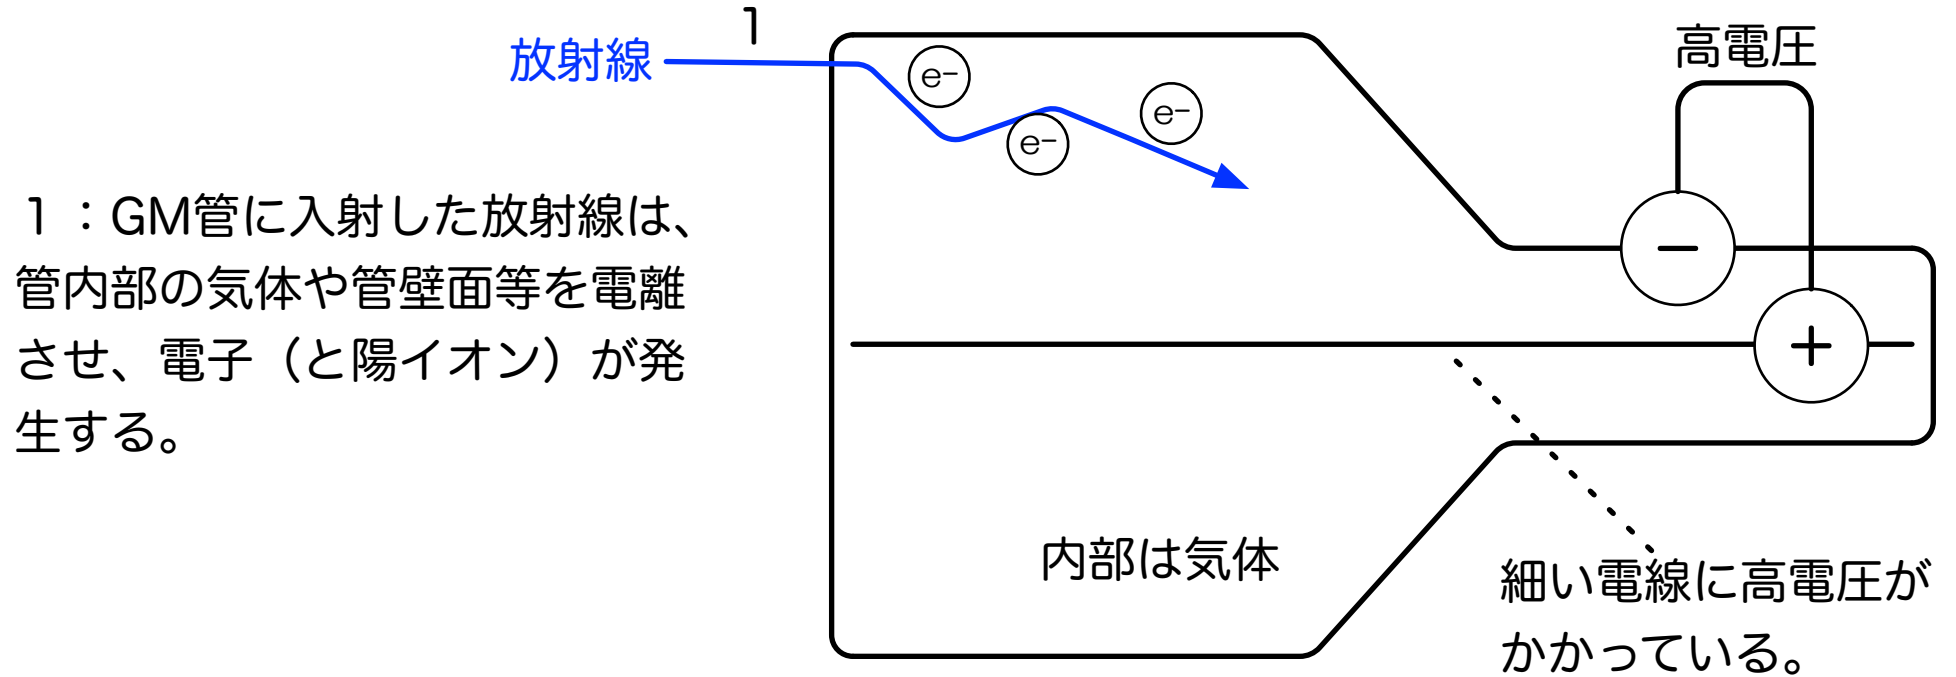 1
放射線
e−
e−
e−
高電圧
−
+
１：GM管に入射した放射線は、
管内部の気体や管壁面等を電離
させ、電子（と陽イオン）が発
生する。
内部は気体
細い電線に高電圧が
かかっている。